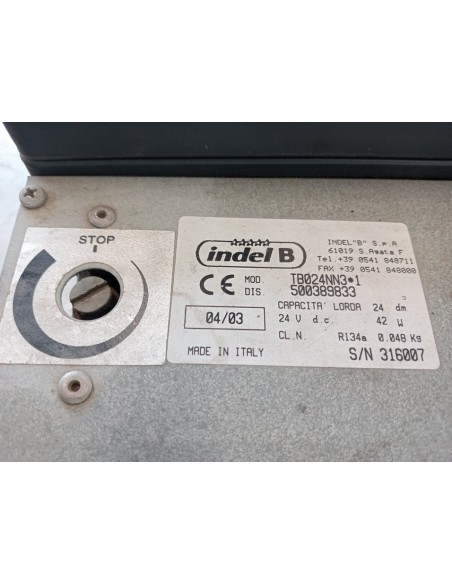 STOP
indel B
INDEL"B" S.p.A
61019 S.Agata F
Tel.+39 0541 848711
FAX +39 0541 848000
CE MOD. TB024NN3*1
DIS. 500389833
CAPACITA' LORDA 24 dm
04/03 24 V d.c. 42 W
CL.N. R134a 0.048 Kg
MADE IN ITALY S/N 316007